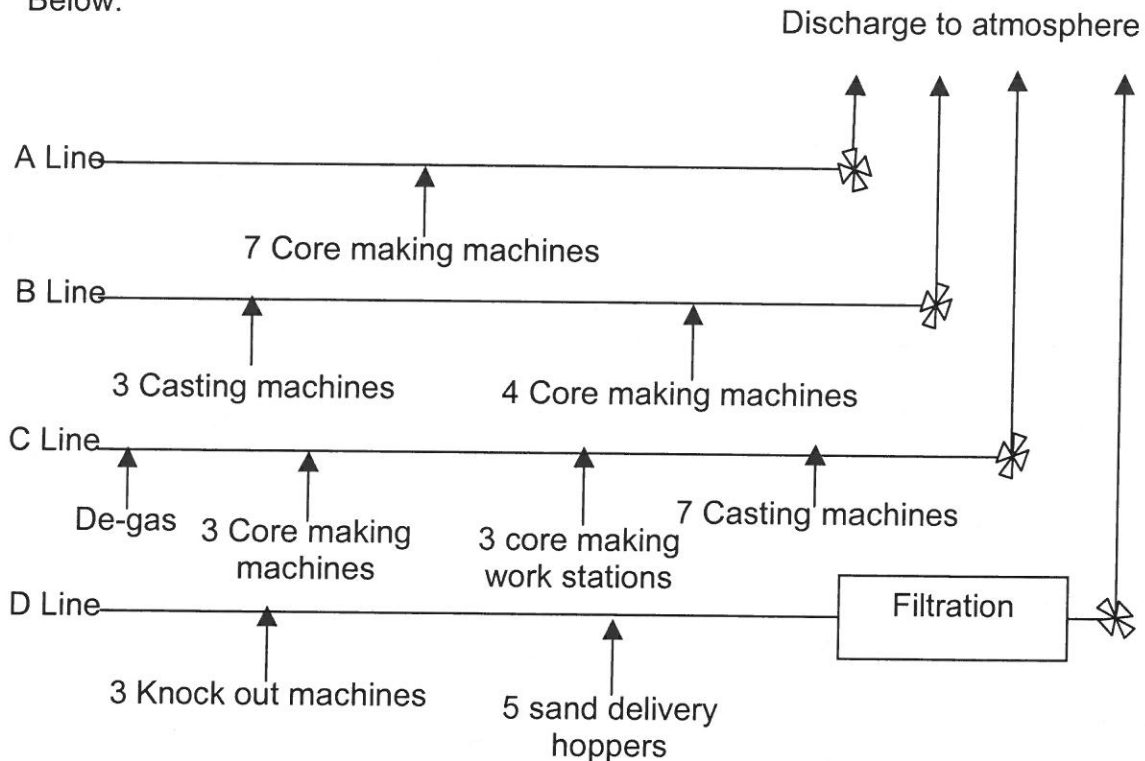 Below:
Discharge to atmosphere
A Line
7 Core making machines
B Line
3 Casting machines
4 Core making machines
C Line
De-gas
3 Core making
machines
3 core making
work stations
7 Casting machines
D Line
Filtration
3 Knock out machines
5 sand delivery
hoppers